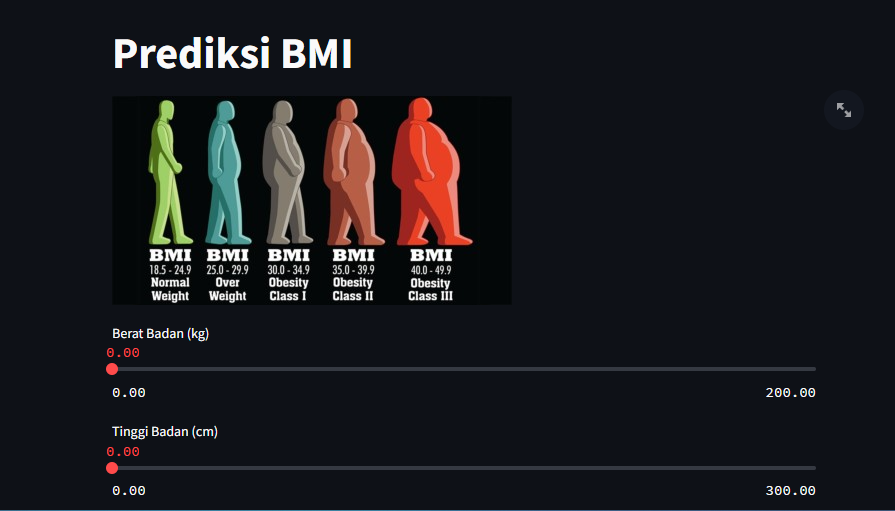 Prediksi BMI
BMI BMI BMI BMI BMI
18.5 - 24.9 25.0 - 29.9 30.0 - 34.9 35.0 - 39.9 40.0 - 49.9
Normal Over Obesity Obesity Obesity
Weight Weight Class I Class II Class III
Berat Badan (kg)
0.00
0.00 200.00
Tinggi Badan (cm)
0.00
0.00 300.00